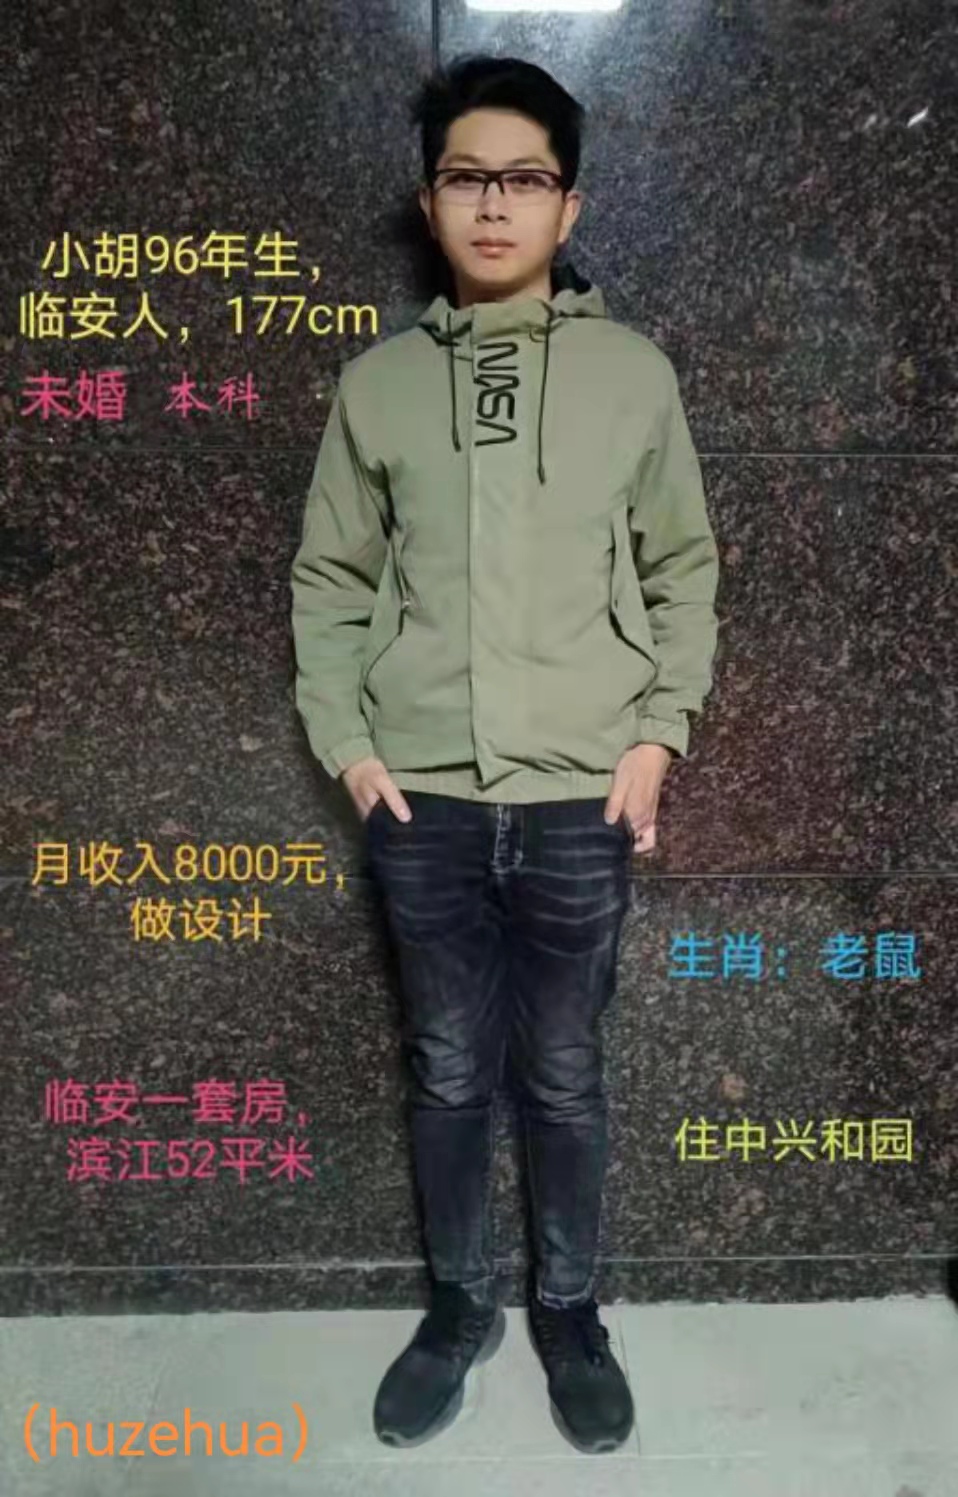 小胡96年生，
临安人，177cm
未婚 本科
NASA
月收入8000元，
做设计
生肖：老鼠
临安一套房，
滨江52平米
住中兴和园
（huzehua）